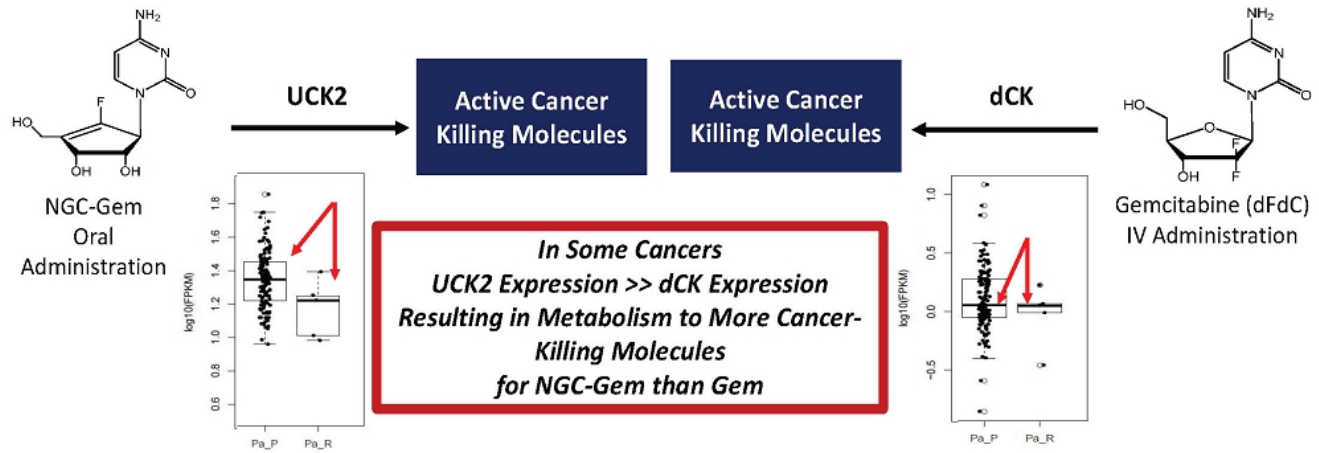 NH₂
N
N
O
F
HO
OH
OH
NGC-Gem
Oral
Administration
UCK2
Active Cancer
Killing Molecules
Active Cancer
Killing Molecules
dCK
NH₂
N
N
O
HO
O
F
F
OH
Gemcitabine (dFdC)
IV Administration
log10(FPKM)
1.8
1.6
1.4
1.2
1.0
0.8
0.6
Pa_P
Pa_R
In Some Cancers
UCK2 Expression >> dCK Expression
Resulting in Metabolism to More Cancer-
Killing Molecules
for NGC-Gem than Gem
log10(FPKM)
1.0
0.5
0.0
−0.5
Pa_P
Pa_R